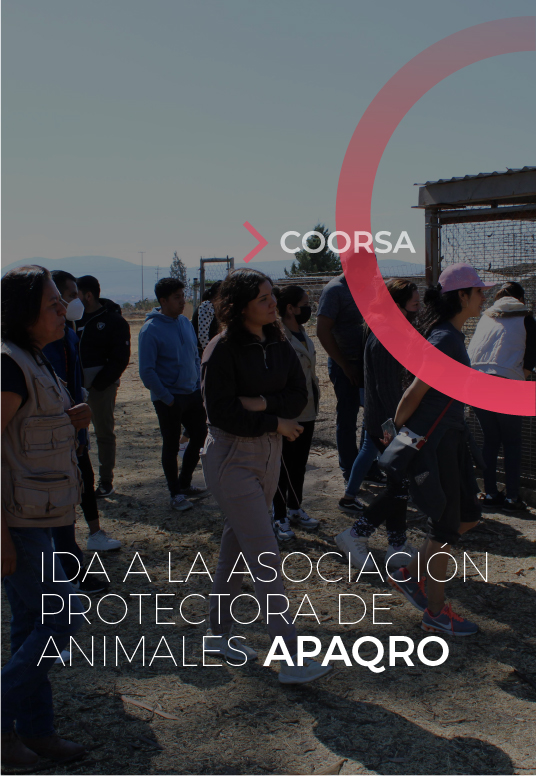 COORSA
IDA A LA ASOCIACIÓN
PROTECTORA DE
ANIMALES APAQRO